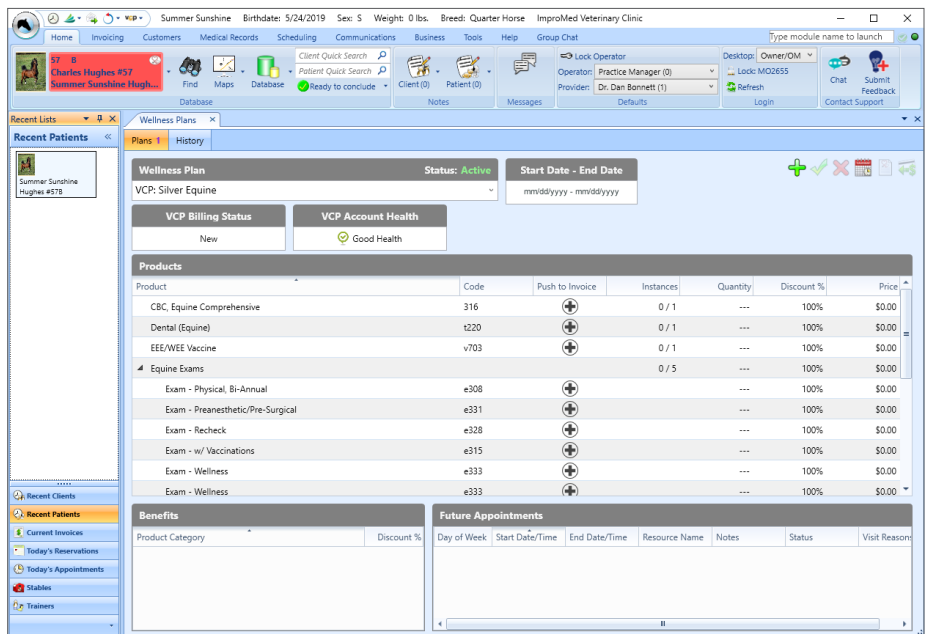 VCP
Summer Sunshine Birthdate: 5/24/2019 Sex: S Weight: 0 lbs. Breed: Quarter Horse ImproMed Veterinary Clinic
Home Invoicing Customers Medical Records Scheduling Communications Business Tools Help Group Chat Type module name to launch
57 B
Charles Hughes #57
Summer Sunshine Hugh...
Find Maps Database
Client Quick Search
Patient Quick Search
Ready to conclude
Database
Client (0) Patient (0)
Notes
Messages
Lock Operator
Operator: Practice Manager (0)
Provider: Dr. Dan Bonnett (1)
Defaults
Desktop: Owner/OM
Lock: MO2655
Refresh
Login
Chat Submit Feedback
Contact Support
Recent Lists
Recent Patients
Summer Sunshine
Hughes #57B
Recent Clients
Recent Patients
Current Invoices
Today's Reservations
Today's Appointments
Stables
Trainers
Wellness Plans
Plans 1 History
Wellness Plan Status: Active
VCP: Silver Equine
Start Date - End Date
mm/dd/yyyy - mm/dd/yyyy
VCP Billing Status
New
VCP Account Health
Good Health
Products
Product Code Push to Invoice Instances Quantity Discount % Price
CBC, Equine Comprehensive 316 0 / 1 --- 100% $0.00
Dental (Equine) t220 0 / 1 --- 100% $0.00
EEE/WEE Vaccine v703 0 / 1 --- 100% $0.00
Equine Exams 0 / 5 --- 100% $0.00
Exam - Physical, Bi-Annual e308 --- 100% $0.00
Exam - Preanesthetic/Pre-Surgical e331 --- 100% $0.00
Exam - Recheck e328 --- 100% $0.00
Exam - w/ Vaccinations e315 --- 100% $0.00
Exam - Wellness e333 --- 100% $0.00
Exam - Wellness e333 --- 100% $0.00
Benefits
Product Category Discount %
Future Appointments
Day of Week Start Date/Time End Date/Time Resource Name Notes Status Visit Reasons